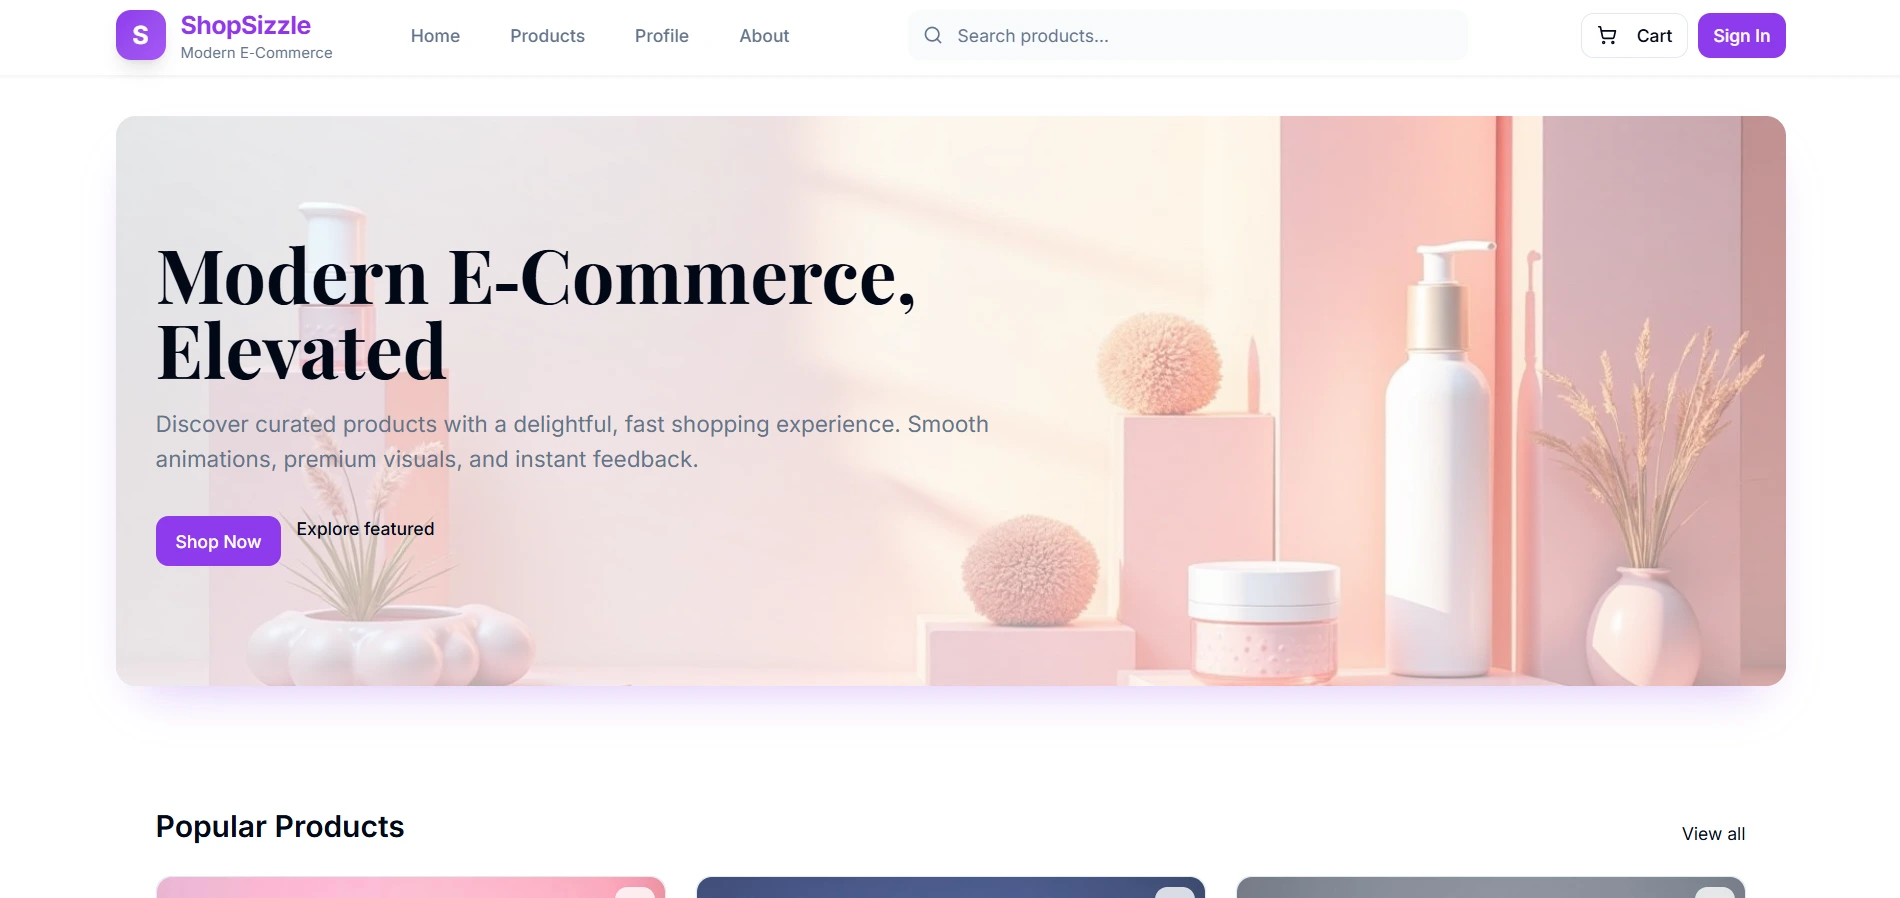 S
ShopSizzle
Modern E-Commerce
Home
Products
Profile
About
Search products...
Cart
Sign In
Modern E-Commerce,
Elevated
Discover curated products with a delightful, fast shopping experience. Smooth
animations, premium visuals, and instant feedback.
Shop Now
Explore featured
Popular Products
View all